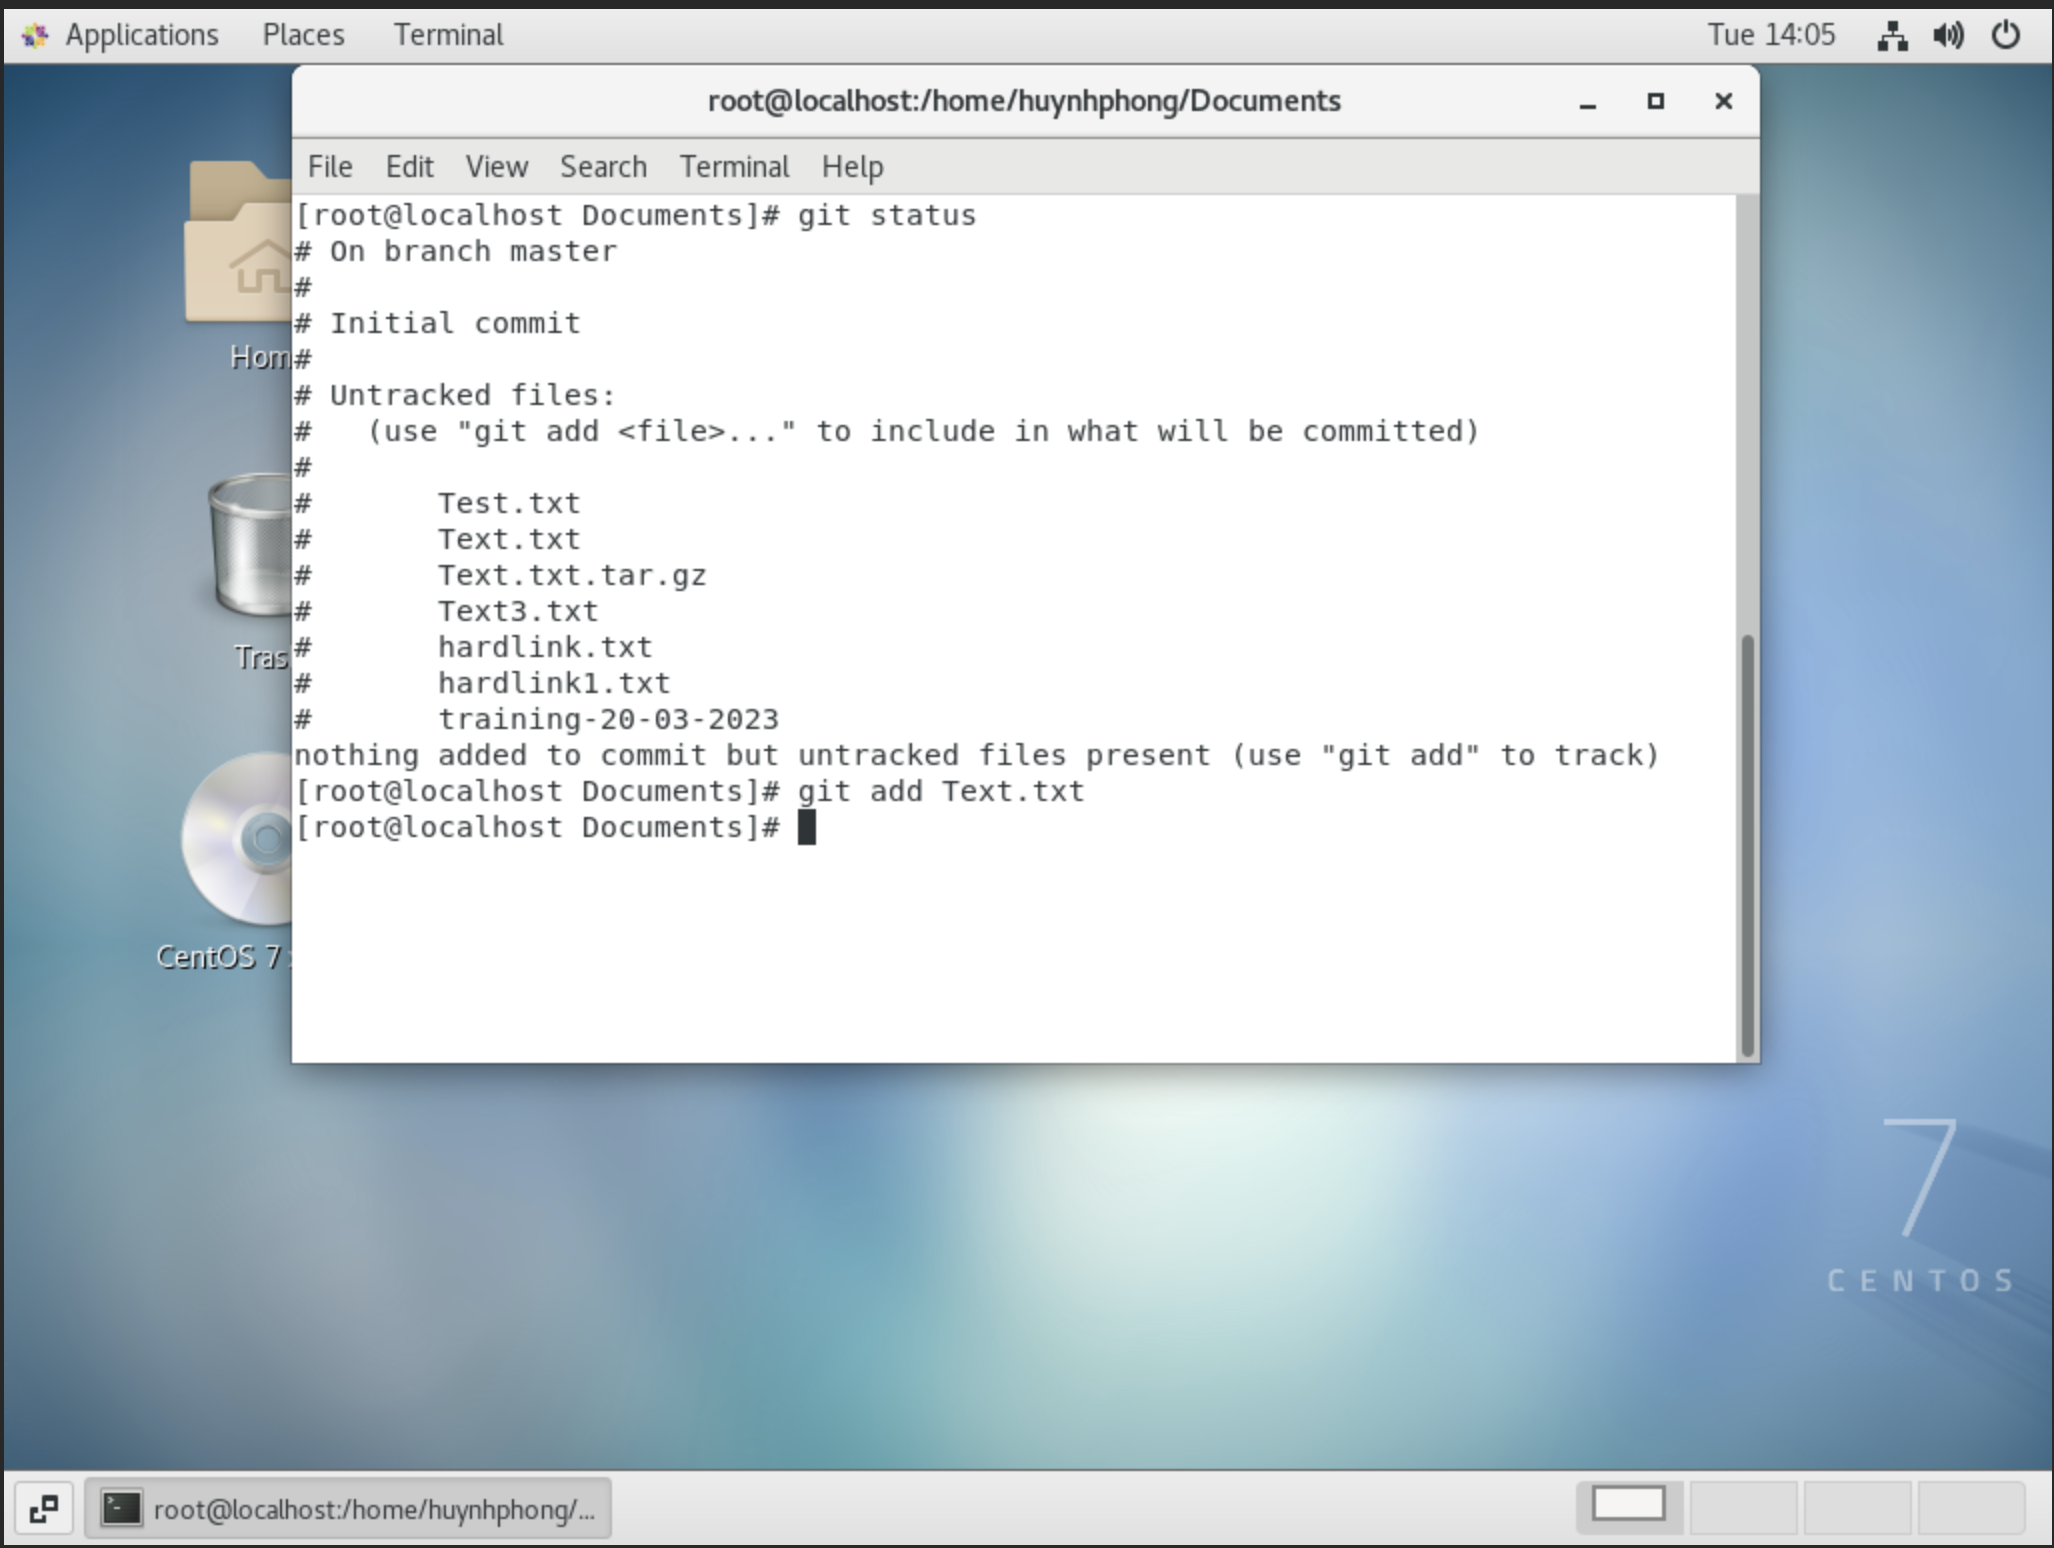 Applications Places Terminal Tue 14:05
root@localhost:/home/huynhphong/Documents
File Edit View Search Terminal Help
[root@localhost Documents]# git status
# On branch master
#
# Initial commit
#
# Untracked files:
#   (use "git add <file>..." to include in what will be committed)
#
#       Test.txt
#       Text.txt
#       Text.txt.tar.gz
#       Text3.txt
#       hardlink.txt
#       hardlink1.txt
#       training-20-03-2023
nothing added to commit but untracked files present (use "git add" to track)
[root@localhost Documents]# git add Text.txt
[root@localhost Documents]#
Hom
Tras
CentOS 7
7
CENTOS
root@localhost:/home/huynhphong/...